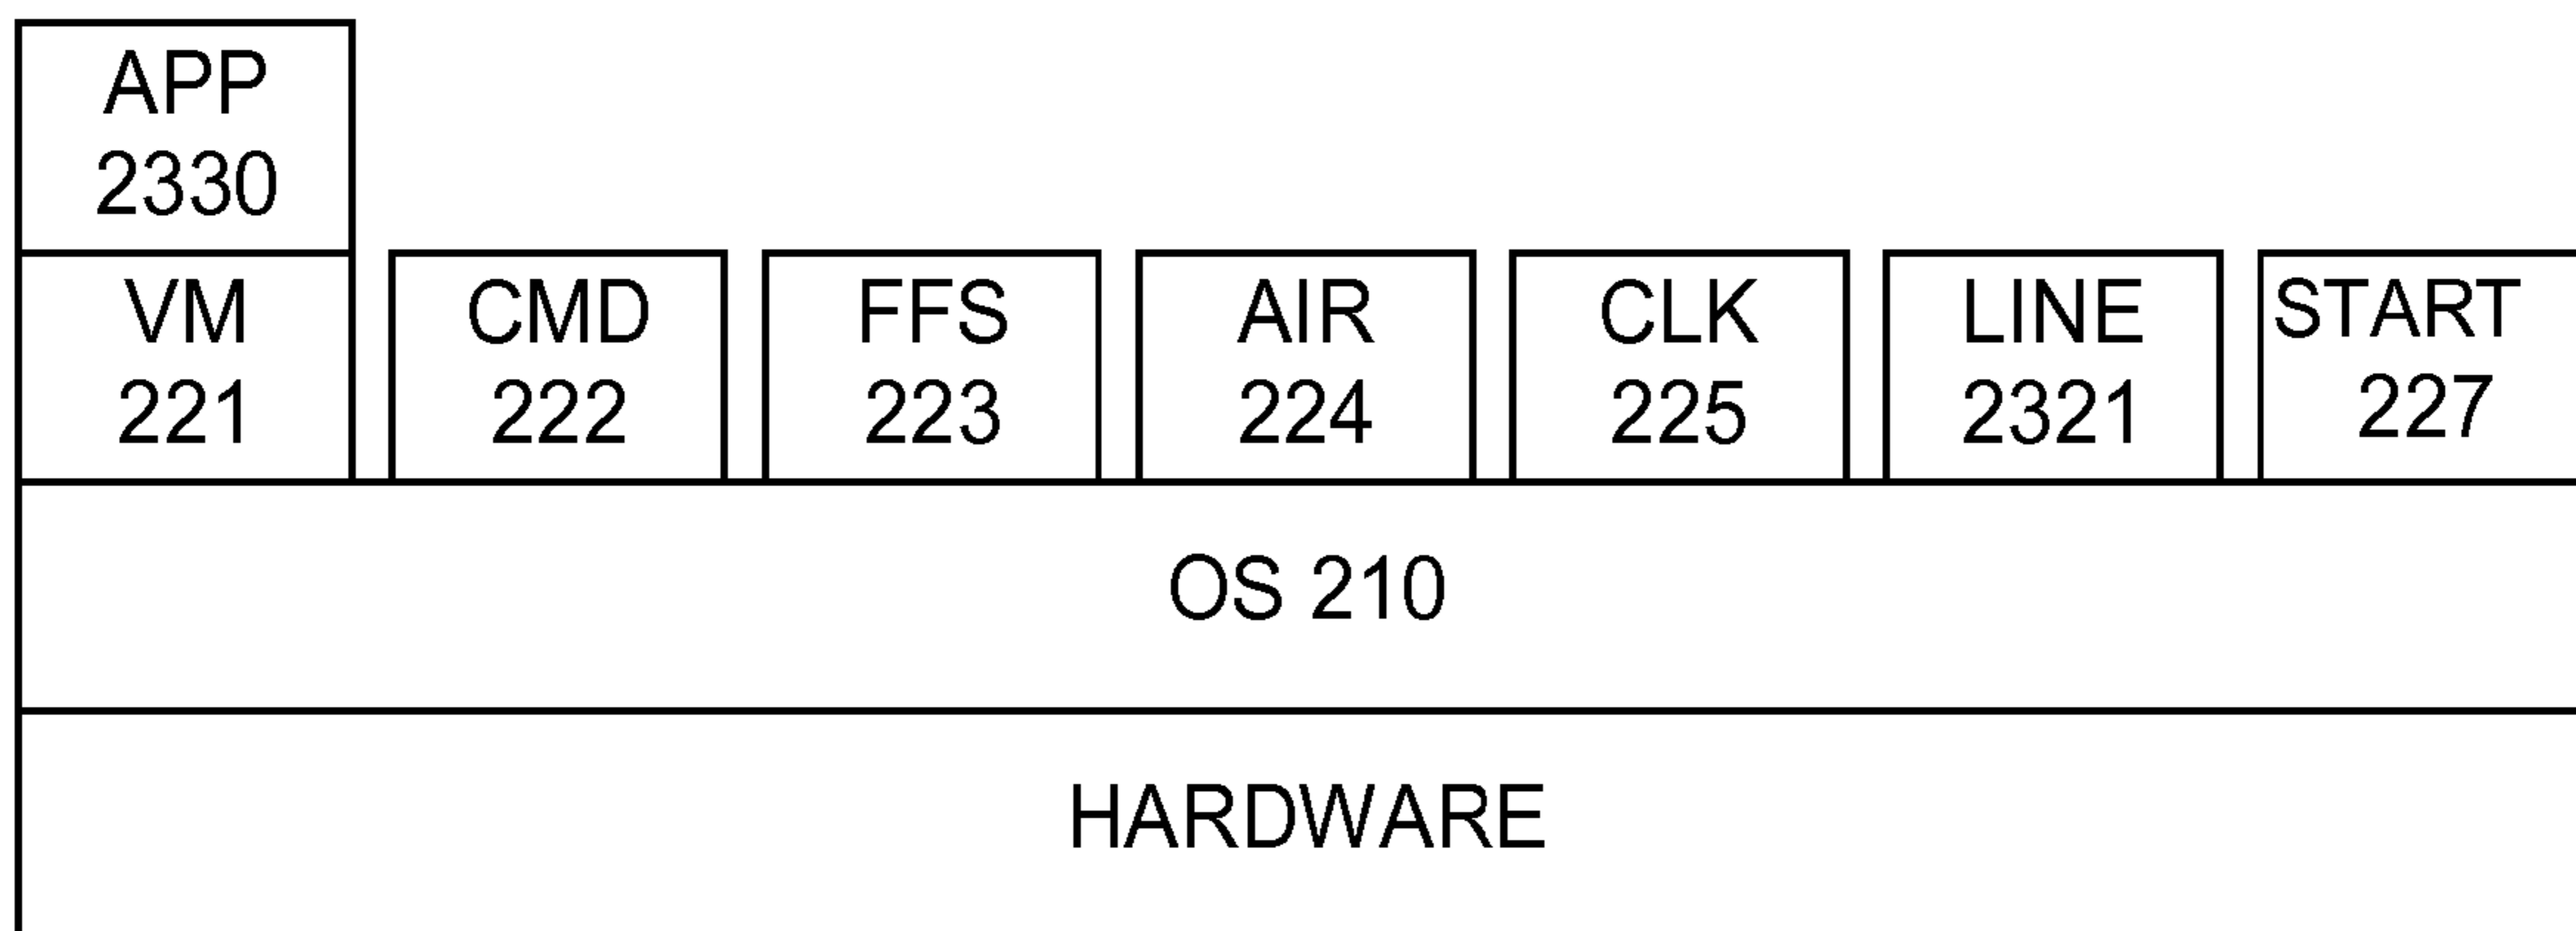 APP
2330
VM
221
CMD
222
FFS
223
AIR
224
CLK
225
LINE
2321
START
227
OS 210
HARDWARE